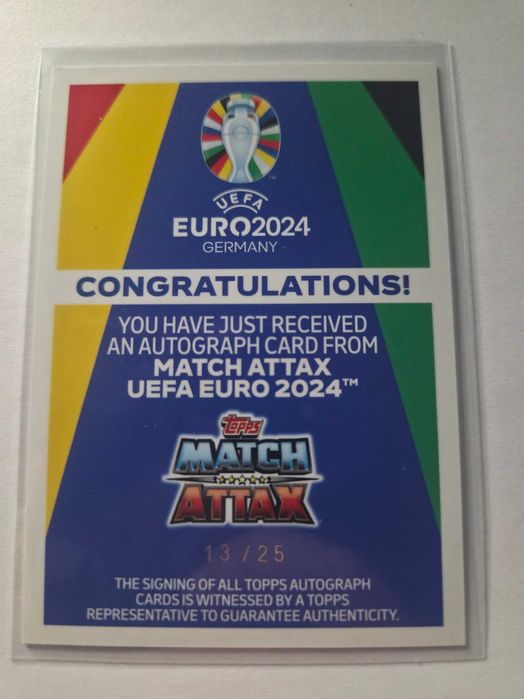 UEFA
EURO2024
GERMANY
CONGRATULATIONS!
YOU HAVE JUST RECEIVED
AN AUTOGRAPH CARD FROM
MATCH ATTAX
UEFA EURO 2024™
Topps
MATCH
ATTAX
13/25
THE SIGNING OF ALL TOPPS AUTOGRAPH
CARDS IS WITNESSED BY A TOPPS
REPRESENTATIVE TO GUARANTEE AUTHENTICITY.